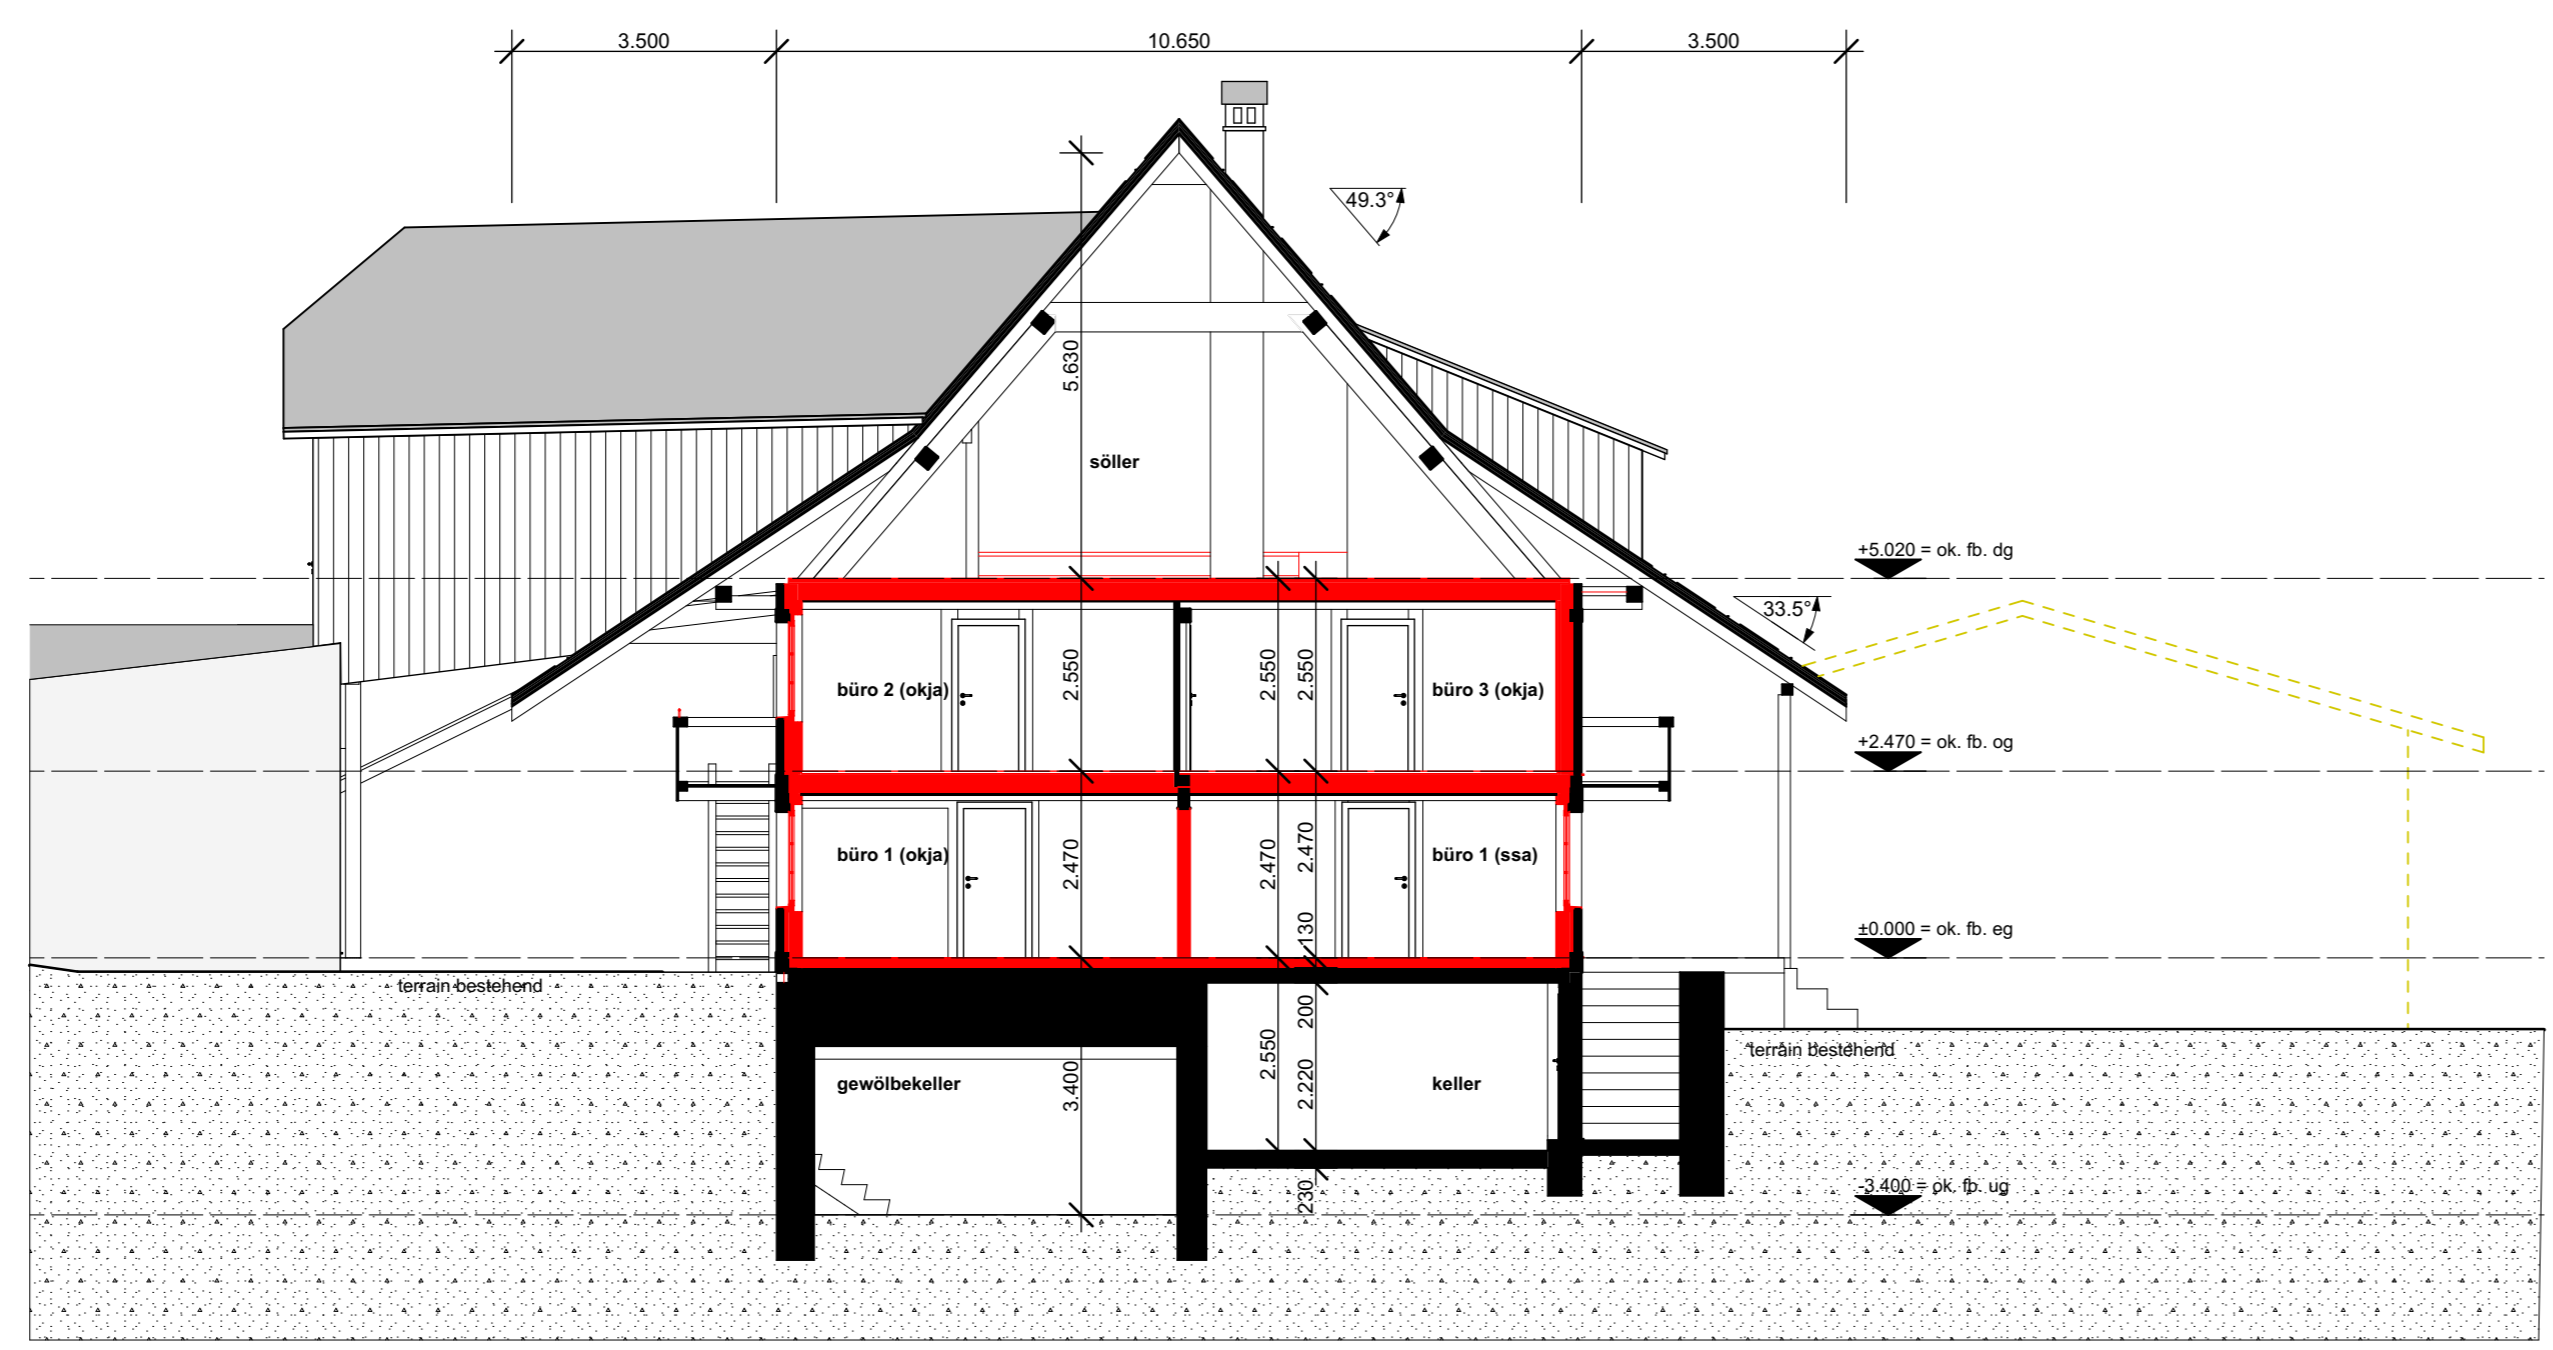 3.500
10.650
3.500
49.3°
5.630
söller
+5.020 = ok. fb. dg
33.5°
büro 2 (okja)
2.550
2.550
2.550
büro 3 (okja)
+2.470 = ok. fb. og
büro 1 (okja)
2.470
2.470
2.470
büro 1 (ssa)
130
±0.000 = ok. fb. eg
terrain bestehend
200
2.550
terrain bestehend
gewölbekeller
3.400
2.220
keller
230
-3.400 = ok. fb. ug